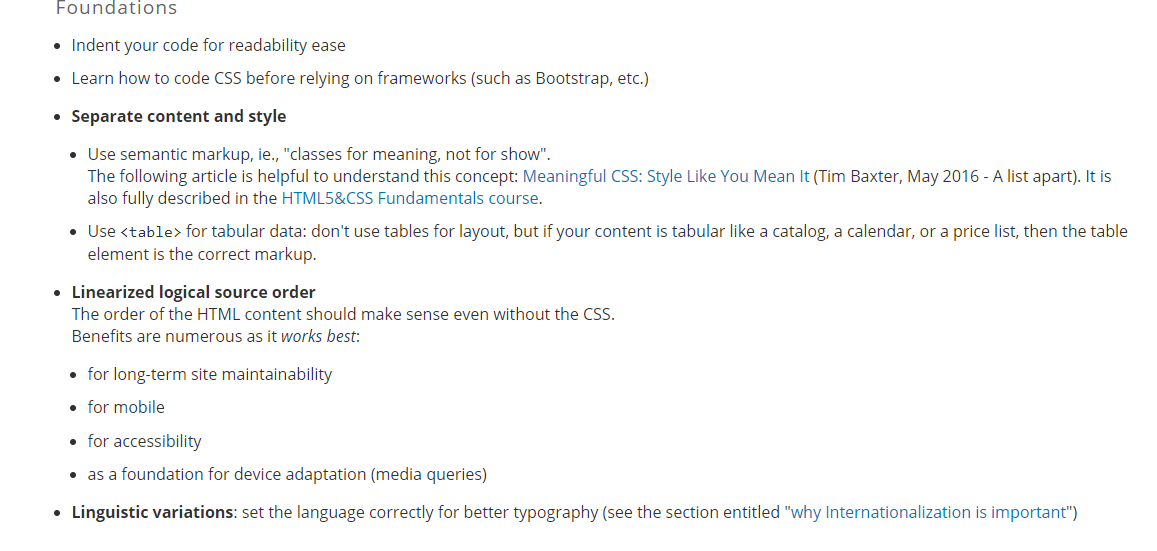 Foundations
• Indent your code for readability ease
• Learn how to code CSS before relying on frameworks (such as Bootstrap, etc.)
• Separate content and style
• Use semantic markup, ie., "classes for meaning, not for show".
The following article is helpful to understand this concept: Meaningful CSS: Style Like You Mean It (Tim Baxter, May 2016 - A list apart). It is
also fully described in the HTML5&CSS Fundamentals course.
• Use <table> for tabular data: don't use tables for layout, but if your content is tabular like a catalog, a calendar, or a price list, then the table
element is the correct markup.
• Linearized logical source order
The order of the HTML content should make sense even without the CSS.
Benefits are numerous as it works best:
• for long-term site maintainability
• for mobile
• for accessibility
• as a foundation for device adaptation (media queries)
• Linguistic variations: set the language correctly for better typography (see the section entitled "why Internationalization is important")